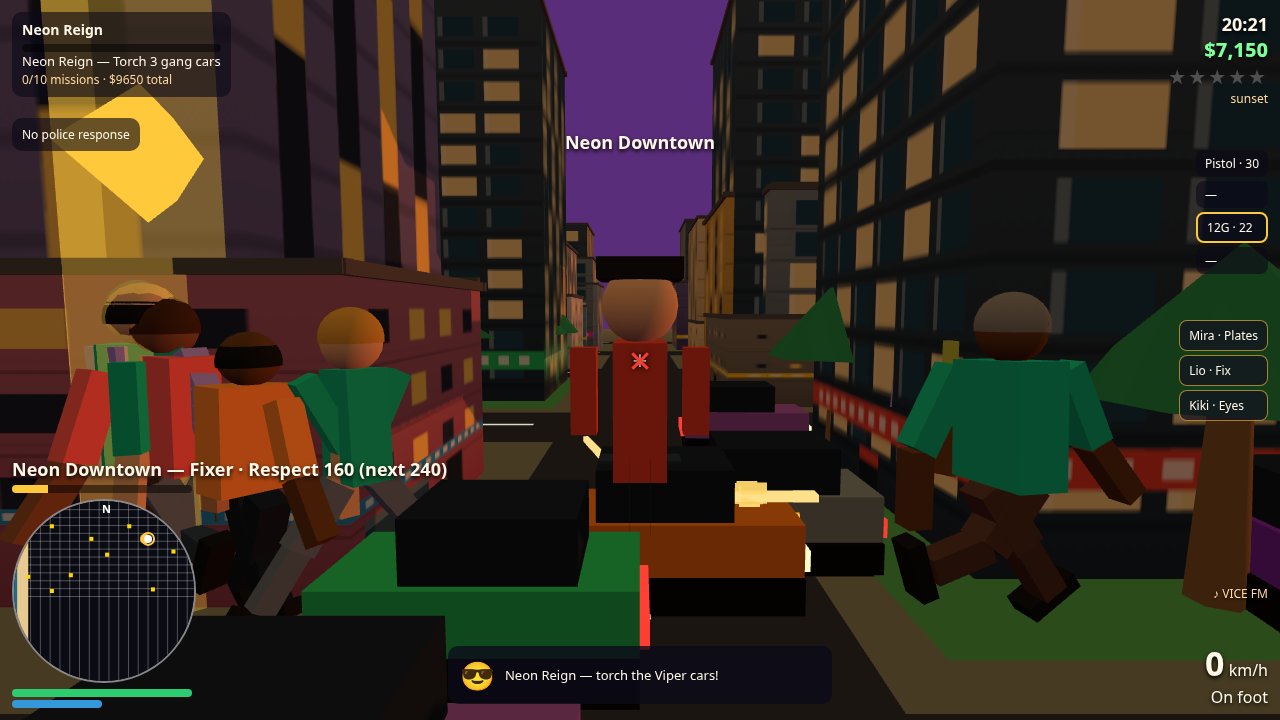 Neon Reign
Neon Reign — Torch 3 gang cars
0/10 missions · $9650 total
No police response
20:21
$7,150
★★★★★
sunset
Neon Downtown
Pistol · 30
—
12G · 22
—
Mira · Plates
Lio · Fix
Kiki · Eyes
Neon Downtown — Fixer · Respect 160 (next 240)
N
♪ VICE FM
😎 Neon Reign — torch the Viper cars!
0 km/h
On foot